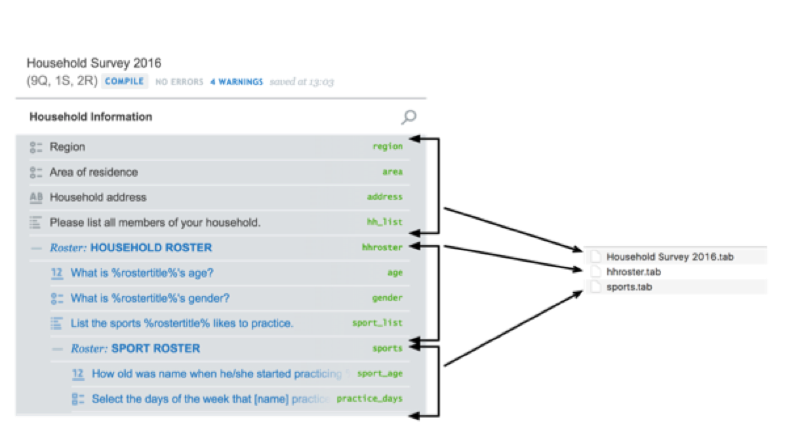 Household Survey 2016
(9Q, 1S, 2R) COMPILE NO ERRORS 4 WARNINGS saved at 13:03
Household Information
Region region
Area of residence area
AB Household address address
Please list all members of your household. hh_list
Roster: HOUSEHOLD ROSTER hhroster
12 What is %rostertitle%'s age? age
What is %rostertitle%'s gender? gender
List the sports %rostertitle% likes to practice. sport_list
Roster: SPORT ROSTER sports
12 How old was name when he/she started practicing sport_age
Select the days of the week that [name] practic practice_days
Household Survey 2016.tab
hhroster.tab
sports.tab